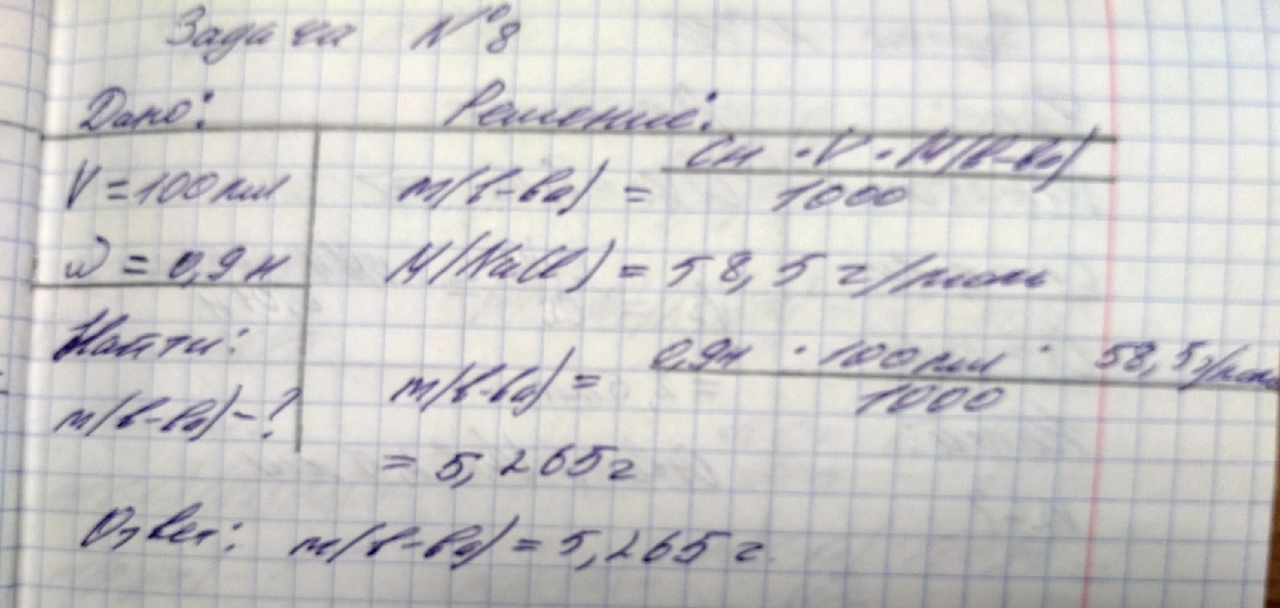 Задача №8
Дано: Решение:
V = 100 мл
m(в-ва) = Сн · V · M(в-ва) / 1000
ω = 0,9 н
M(NaCl) = 58,5 г/моль
Найти:
m(в-ва) - ?
m(в-ва) = 0,9н · 100 мл · 58,5 г/моль / 1000
= 5,265 г
Ответ: m(в-ва) = 5,265 г.